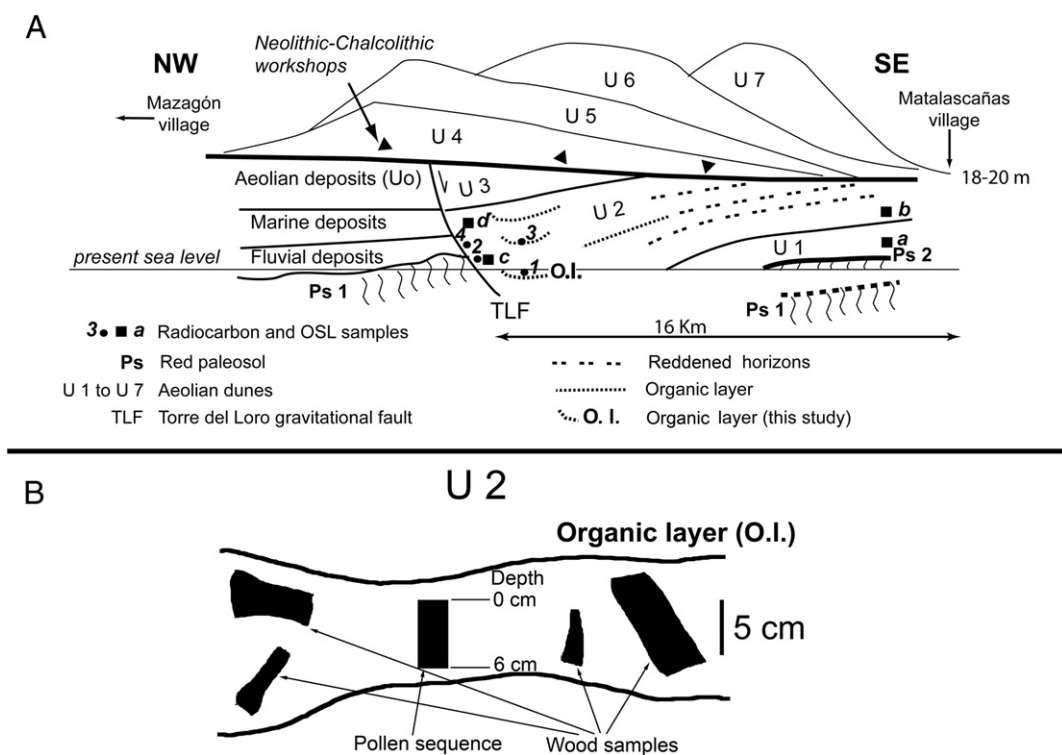 A
NW
Neolithic-Chalcolithic
workshops
SE
Mazagón
village
Matalascañas
village
U 6
U 7
U 5
U 4
18-20 m
Aeolian deposits (Uo)
U 3
Marine deposits
d
U 2
b
4
3
present sea level
2
c
U 1
a
Fluvial deposits
1
O.l.
Ps 2
Ps 1
TLF
Ps 1
16 Km
3 a Radiocarbon and OSL samples
Ps Red paleosol
U 1 to U 7 Aeolian dunes
TLF Torre del Loro gravitational fault
Reddened horizons
Organic layer
O. l. Organic layer (this study)
B
U 2
Organic layer (O.l.)
Depth
0 cm
5 cm
6 cm
Pollen sequence
Wood samples